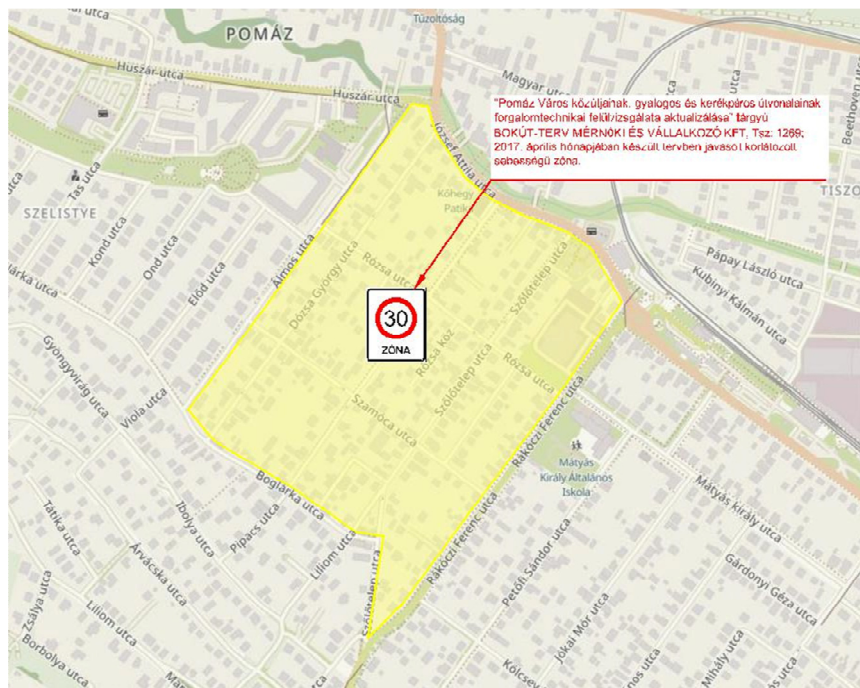 Tűzoltóság
POMÁZ
Huszár utca
Huszár utca
Magyar utca
József Attila utca
Beethoven utca
"Pomáz Város közútjainak, gyalogos és kerékpáros útvonalainak
forgalomtechnikai felülvizsgálata aktualizálása" tárgyú
BOKÚT-TERV MÉRNÖKI ÉS VÁLLALKOZÓ KFT, Tsz: 1269;
2017. április hónapjában készült tervben javasolt korlátozott
sebességű zóna.
Tas utca
Kőhegy
Patik
TISZO
SZELISTYE
Kond utca
Ond utca
Előd utca
Álmos utca
Dózsa György utca
Rózsa utc
Szőlőtelep utca
Pápay László utca
Kubinyi Kálmán utca
30
ZÓNA
Rózsa köz
Szőlőtelep utca
Rózsa utca
Gyöngyvirág utca
Viola utca
Szamóca utca
Rákóczi Ferenc utca
Mátyás
Király Általános
Iskola
Boglárka utca
Mátyás király utca
Tátika utca
Ibolya utca
Pipacs utca
Liliom utca
Rákóczi Ferenc utca
Árvácska utca
Petőfi Sándor utca
Gárdonyi Géza utca
Zsálya utca
Liliom utca
Szőlőtelep utca
Jókai Mór utca
Mihály utca
Borbolya utca
Kölcsey